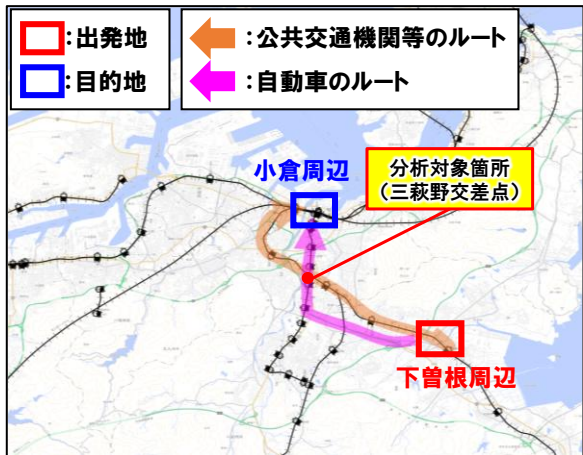 :出発地
:目的地
:公共交通機関等のルート
:自動車のルート
小倉周辺
分析対象箇所
(三萩野交差点)
下曽根周辺